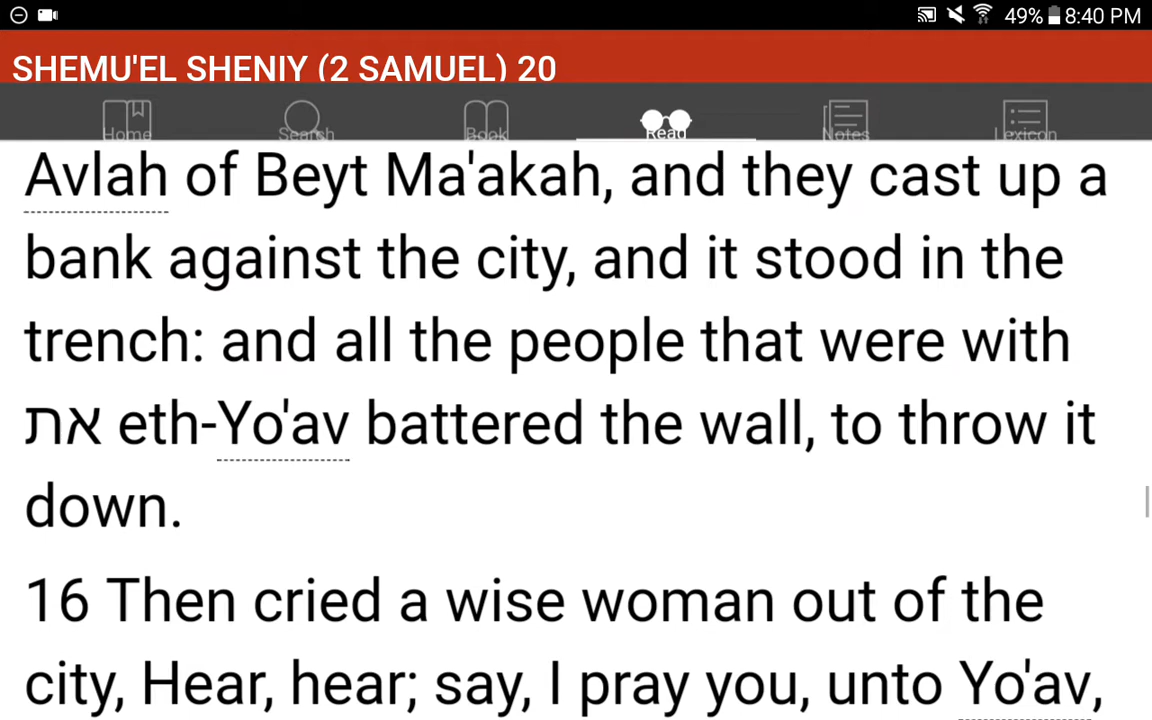 49% 8:40 PM
SHEMU'EL SHENIY (2 SAMUEL) 20
Home Search Book Read Notes Lexicon
Avlah of Beyt Ma'akah, and they cast up a
bank against the city, and it stood in the
trench: and all the people that were with
את eth-Yo'av battered the wall, to throw it
down.
16 Then cried a wise woman out of the
city, Hear, hear; say, I pray you, unto Yo'av,